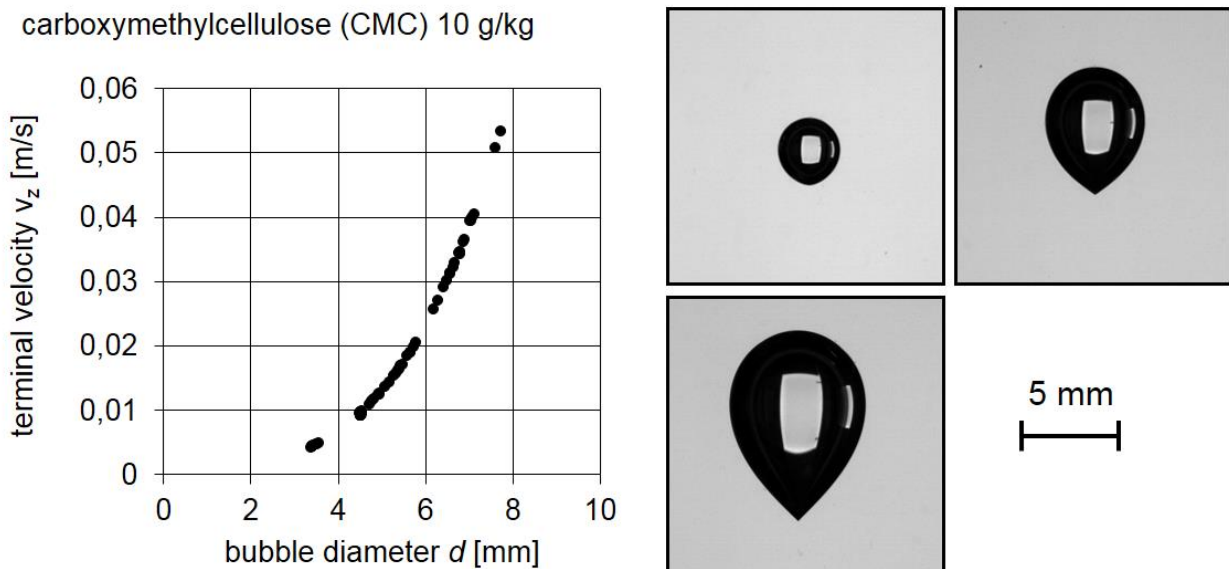 carboxymethylcellulose (CMC) 10 g/kg
terminal velocity v_z [m/s]
0,06
0,05
0,04
0,03
0,02
0,01
0
0 2 4 6 8 10
bubble diameter d [mm]
5 mm